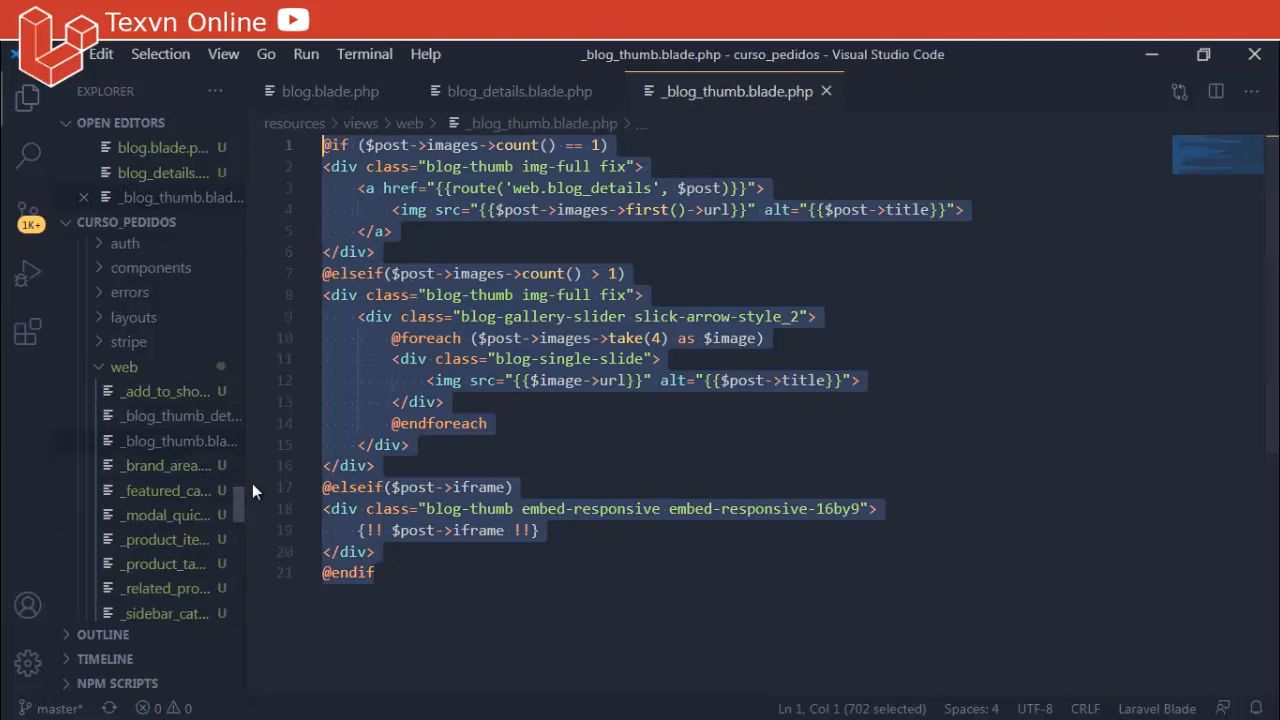 Texvn Online
Edit Selection View Go Run Terminal Help
_blog_thumb.blade.php - curso_pedidos - Visual Studio Code
EXPLORER
blog.blade.php
blog_details.blade.php
_blog_thumb.blade.php
resources > views > web > _blog_thumb.blade.php > ...
OPEN EDITORS
blog.blade.p... U
blog_details.... U
_blog_thumb.blad...
CURSO_PEDIDOS
auth
components
errors
layouts
stripe
web
_add_to_sho... U
_blog_thumb_det...
_blog_thumb.bla...
_brand_area.... U
_featured_ca... U
_modal_quic... U
_product_ite... U
_product_ta... U
_related_pro... U
_sidebar_cat... U
OUTLINE
TIMELINE
NPM SCRIPTS
1K+
1 @if ($post->images->count() == 1)
2 <div class="blog-thumb img-full fix">
3 <a href="{{route('web.blog_details', $post)}}">
4 <img src="{{$post->images->first()->url}}" alt="{{$post->title}}">
5 </a>
6 </div>
7 @elseif($post->images->count() > 1)
8 <div class="blog-thumb img-full fix">
9 <div class="blog-gallery-slider slick-arrow-style_2">
10 @foreach ($post->images->take(4) as $image)
11 <div class="blog-single-slide">
12 <img src="{{$image->url}}" alt="{{$post->title}}">
13 </div>
14 @endforeach
15 </div>
16 </div>
17 @elseif($post->iframe)
18 <div class="blog-thumb embed-responsive embed-responsive-16by9">
19 {!! $post->iframe !!}
20 </div>
21 @endif
master* 0 0
Ln 1, Col 1 (702 selected) Spaces: 4 UTF-8 CRLF Laravel Blade